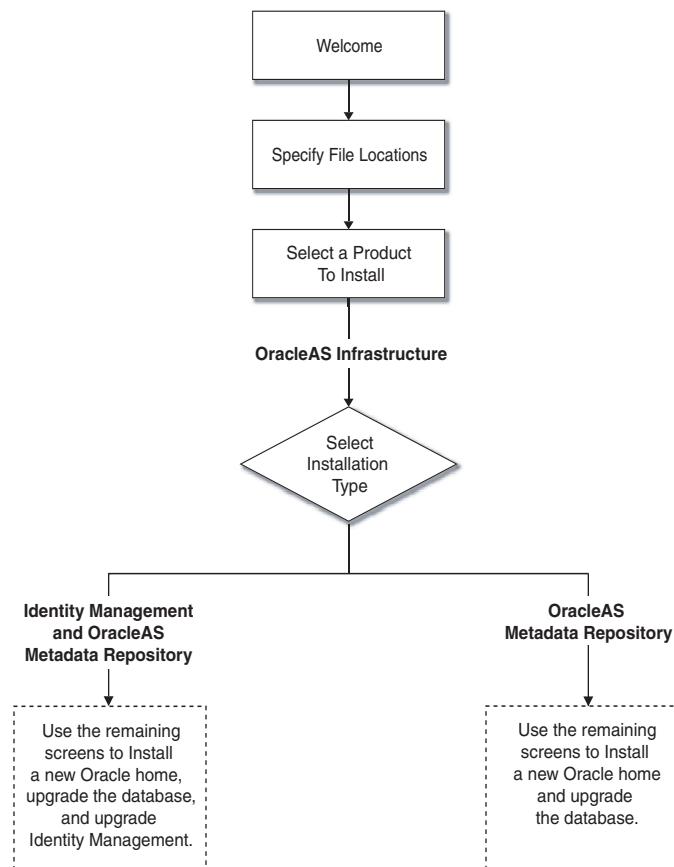 Welcome
Specify File Locations
Select a Product
To Install
OracleAS Infrastructure
Select
Installation
Type
Identity Management
and OracleAS
Metadata Repository
OracleAS
Metadata Repository
Use the remaining
screens to Install
a new Oracle home,
upgrade the database,
and upgrade
Identity Management.
Use the remaining
screens to Install
a new Oracle home
and upgrade
the database.